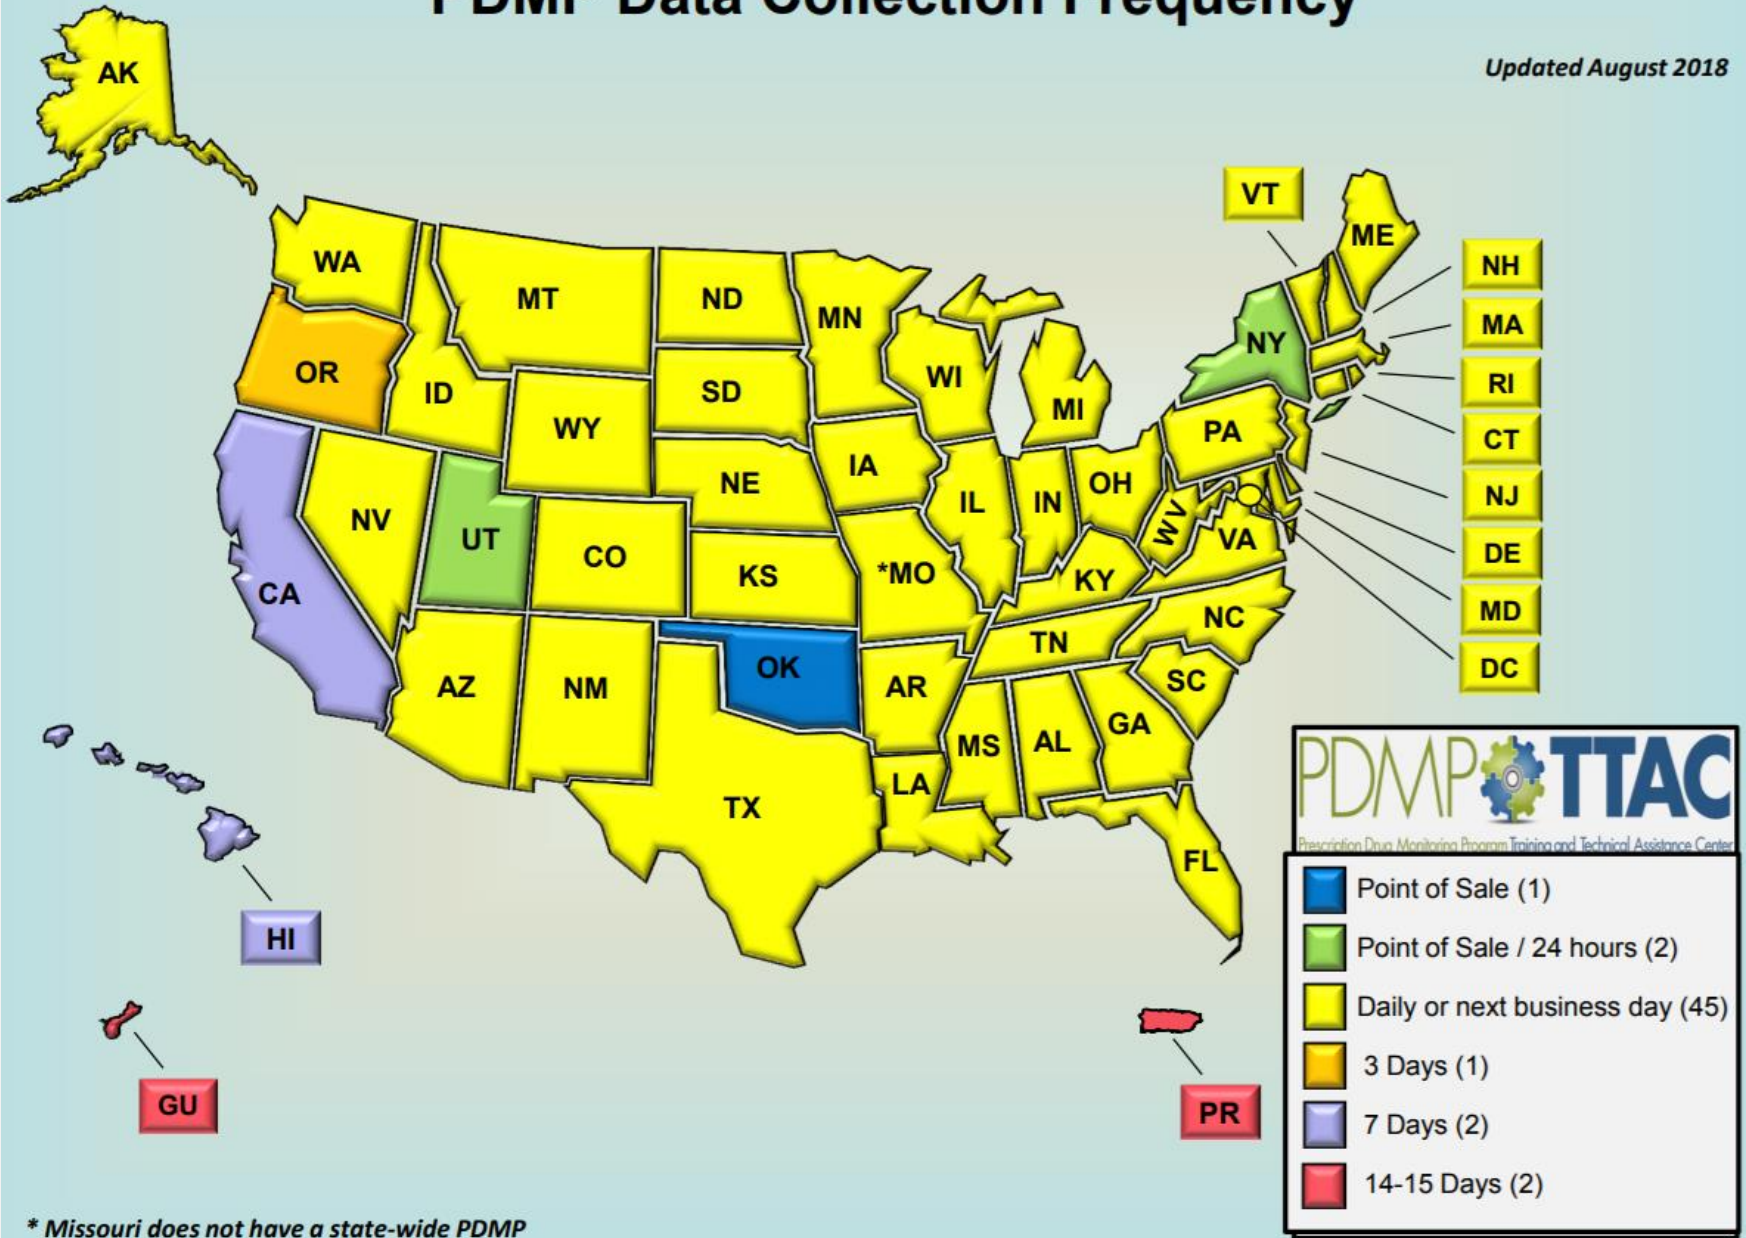 PDMP Data Collection Frequency
Updated August 2018
AK
VT
ME
WA
NH
MT
ND
MN
MA
NY
OR
ID
SD
WI
MI
RI
WY
PA
CT
IA
NE
OH
NJ
IL
IN
WV
NV
UT
CO
VA
DE
KS
*MO
KY
CA
MD
NC
TN
OK
DC
AZ
NM
AR
SC
MS
AL
GA
LA
TX
FL
HI
GU
PR
PDMP TTAC
Prescription Drug Monitoring Program Training and Technical Assistance Center
Point of Sale (1)
Point of Sale / 24 hours (2)
Daily or next business day (45)
3 Days (1)
7 Days (2)
14-15 Days (2)
* Missouri does not have a state-wide PDMP